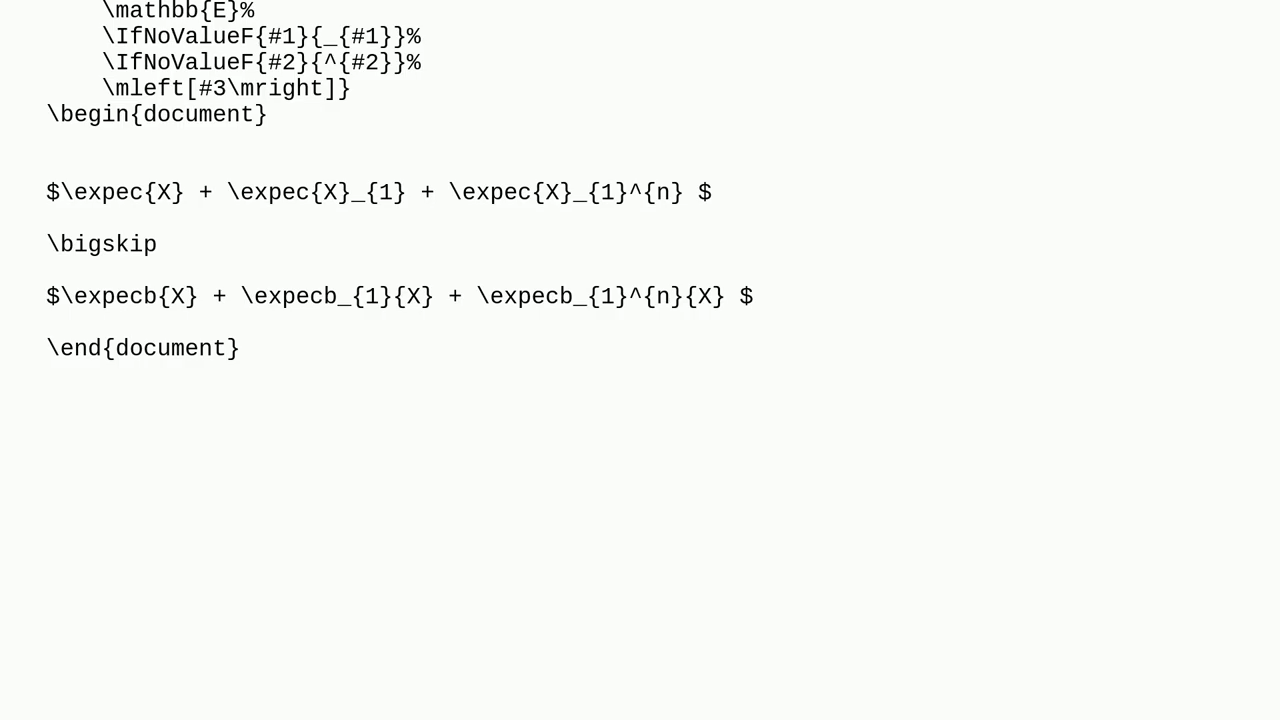 \mathbb{E}%
\IfNoValueF{#1}{_{#1}}%
\IfNoValueF{#2}{^{#2}}%
\mleft[#3\mright]}
\begin{document}
$\expec{X} + \expec{X}_{1} + \expec{X}_{1}^{n} $
\bigskip
$\expecb{X} + \expecb_{1}{X} + \expecb_{1}^{n}{X} $
\end{document}